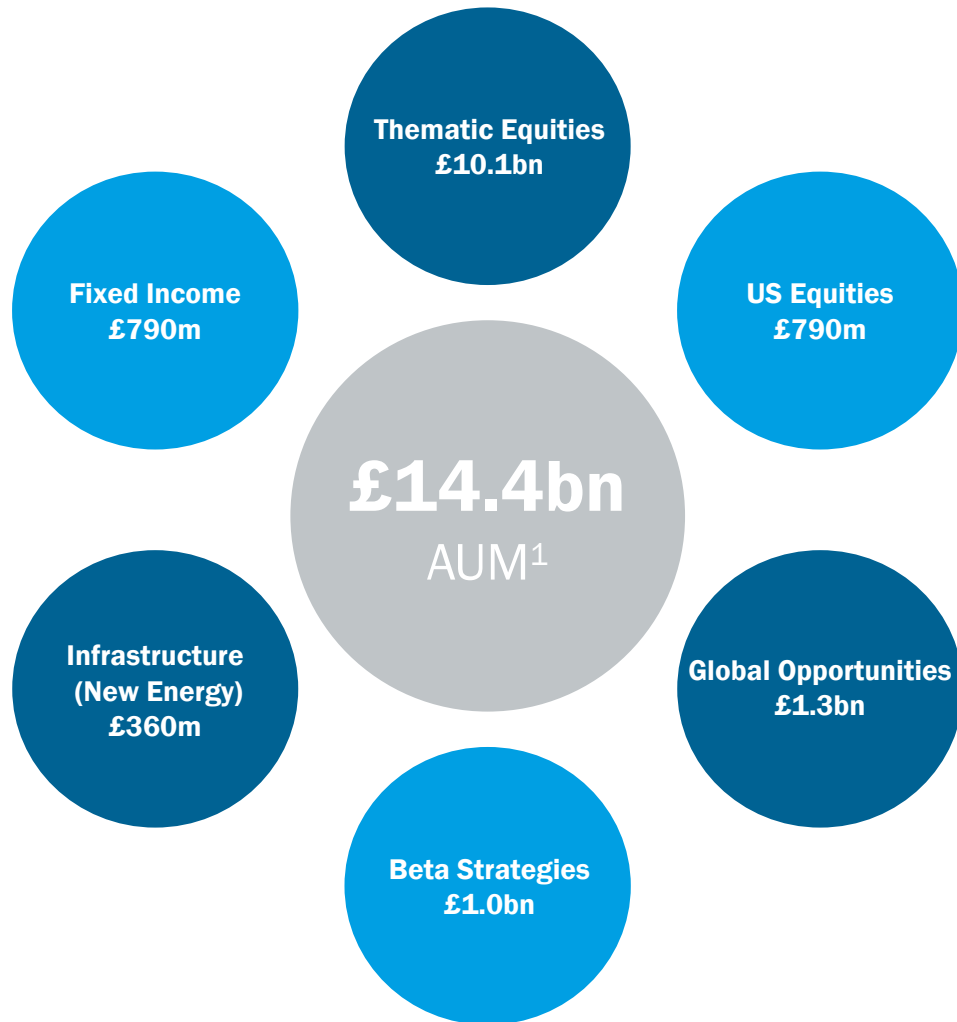 Thematic Equities
£10.1bn
Fixed Income
£790m
US Equities
£790m
£14.4bn
AUM¹
Infrastructure
(New Energy)
£360m
Global Opportunities
£1.3bn
Beta Strategies
£1.0bn